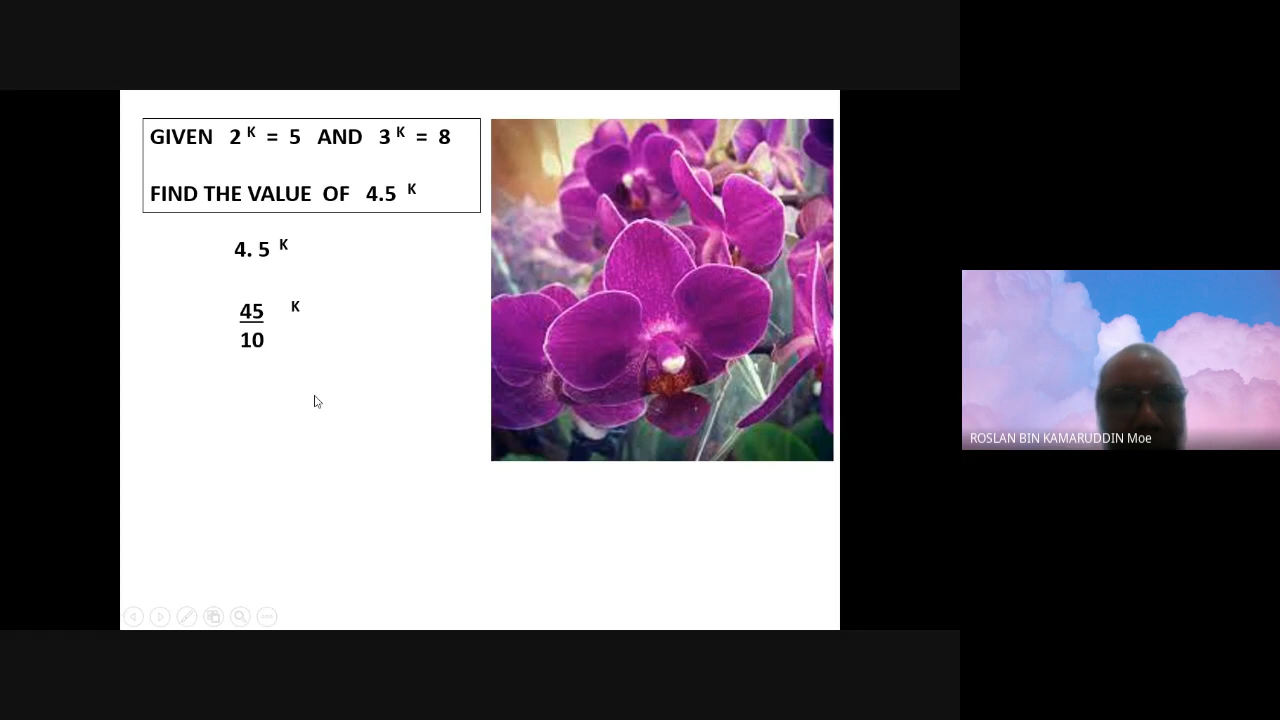 GIVEN 2 K = 5 AND 3 K = 8
FIND THE VALUE OF 4.5 K
4. 5 K
45 K
10
ROSLAN BIN KAMARUDDIN Moe